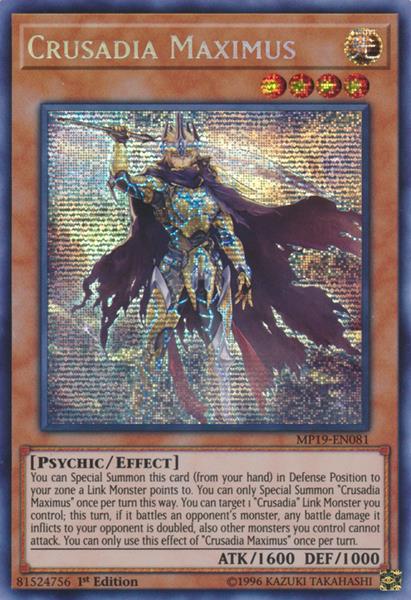 CRUSADIA MAXIMUS
MP19-EN081
[PSYCHIC/EFFECT]
You can Special Summon this card (from your hand) in Defense Position to
your zone a Link Monster points to. You can only Special Summon "Crusadia
Maximus" once per turn this way. You can target 1 "Crusadia" Link Monster you
control; this turn, if it battles an opponent's monster, any battle damage it
inflicts to your opponent is doubled, also other monsters you control cannot
attack. You can only use this effect of "Crusadia Maximus" once per turn.
ATK/1600 DEF/1000
81524756 1st Edition ©1996 KAZUKI TAKAHASHI